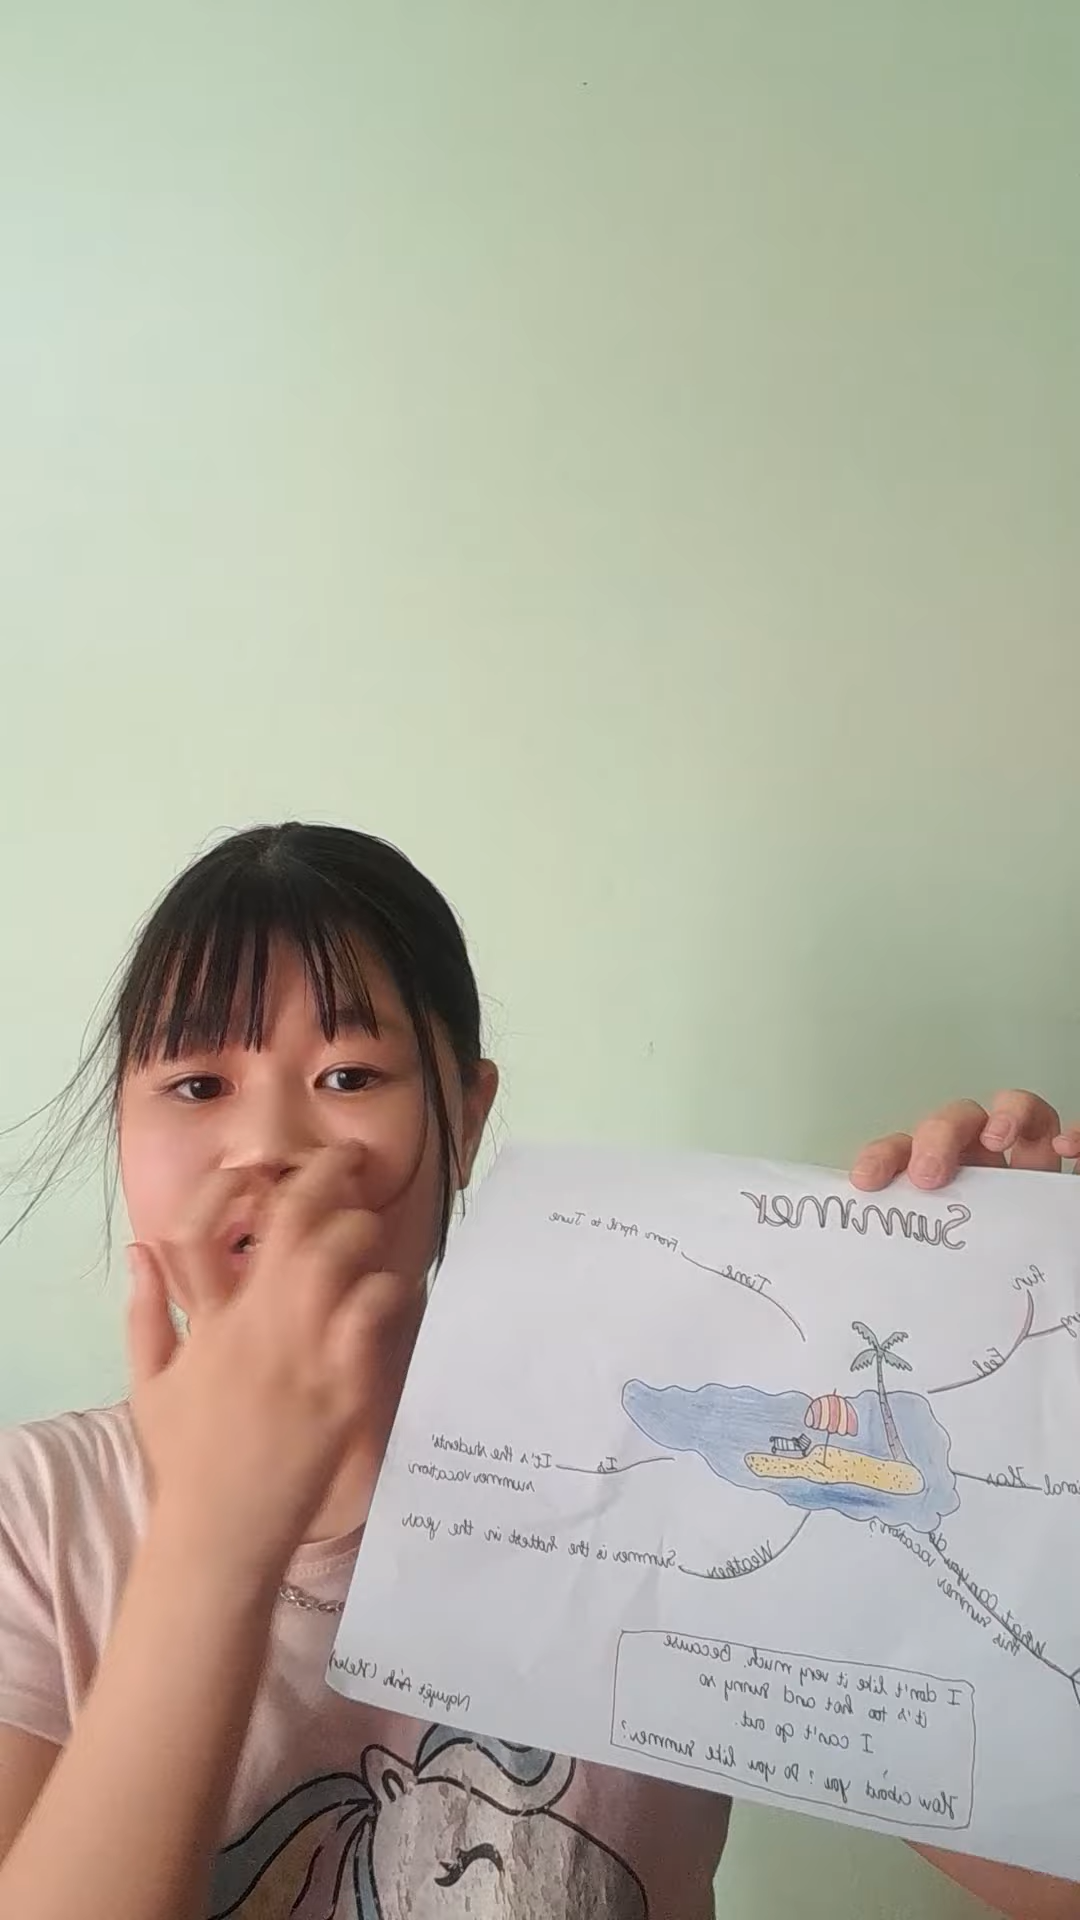 Summer
Time
From April to June
Feel
fun
Has
Is
It's the students'
summer vacation
Weather
Summer is the hottest in the year
What can you do
this summer vacation?
I don't like it very much. Because
it's too hot and sunny so
I can't go out.
How about you? Do you like summer?
Nguyệt Ánh (Helen)